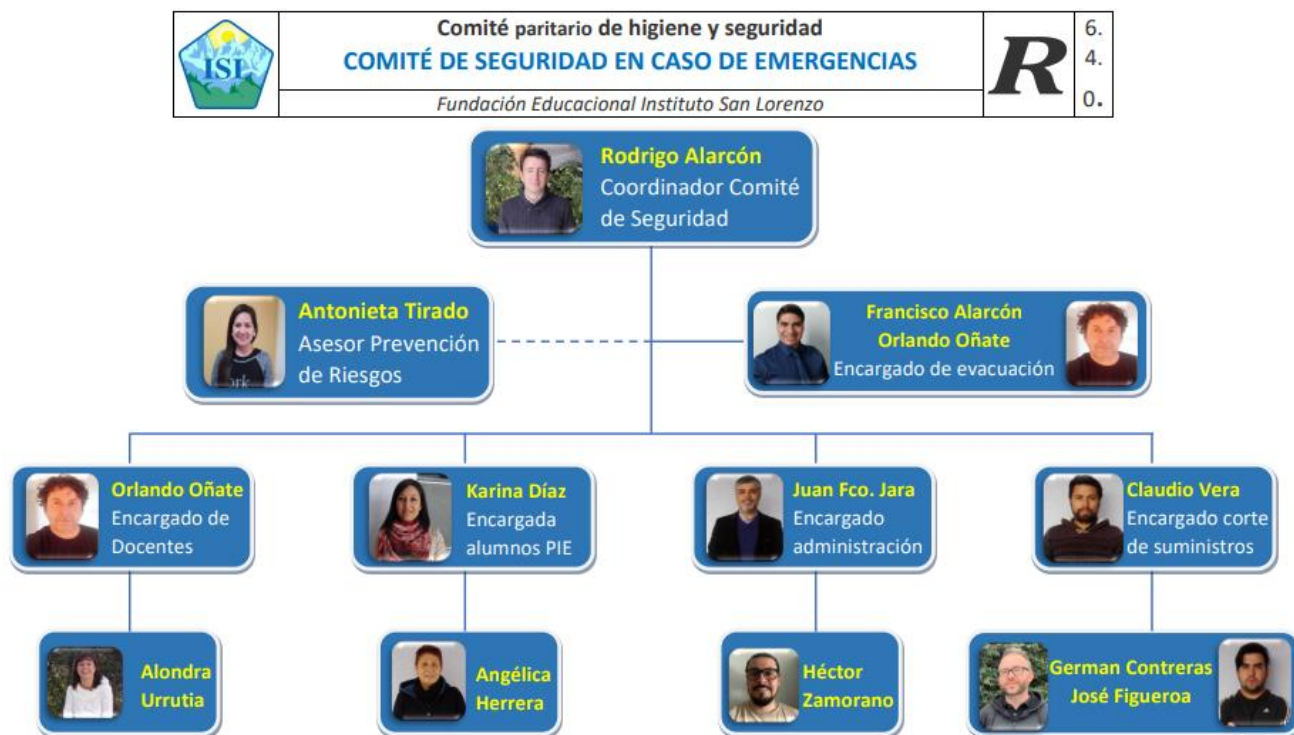 ISL
Comité paritario de higiene y seguridad
COMITÉ DE SEGURIDAD EN CASO DE EMERGENCIAS
Fundación Educacional Instituto San Lorenzo
R
6.
4.
0.
Rodrigo Alarcón
Coordinador Comité
de Seguridad
Antonieta Tirado
Asesor Prevención
de Riesgos
Francisco Alarcón
Orlando Oñate
Encargado de evacuación
Orlando Oñate
Encargado de
Docentes
Karina Díaz
Encargada
alumnos PIE
Juan Fco. Jara
Encargado
administración
Claudio Vera
Encargado corte
de suministros
Alondra
Urrutia
Angélica
Herrera
Héctor
Zamorano
German Contreras
José Figueroa